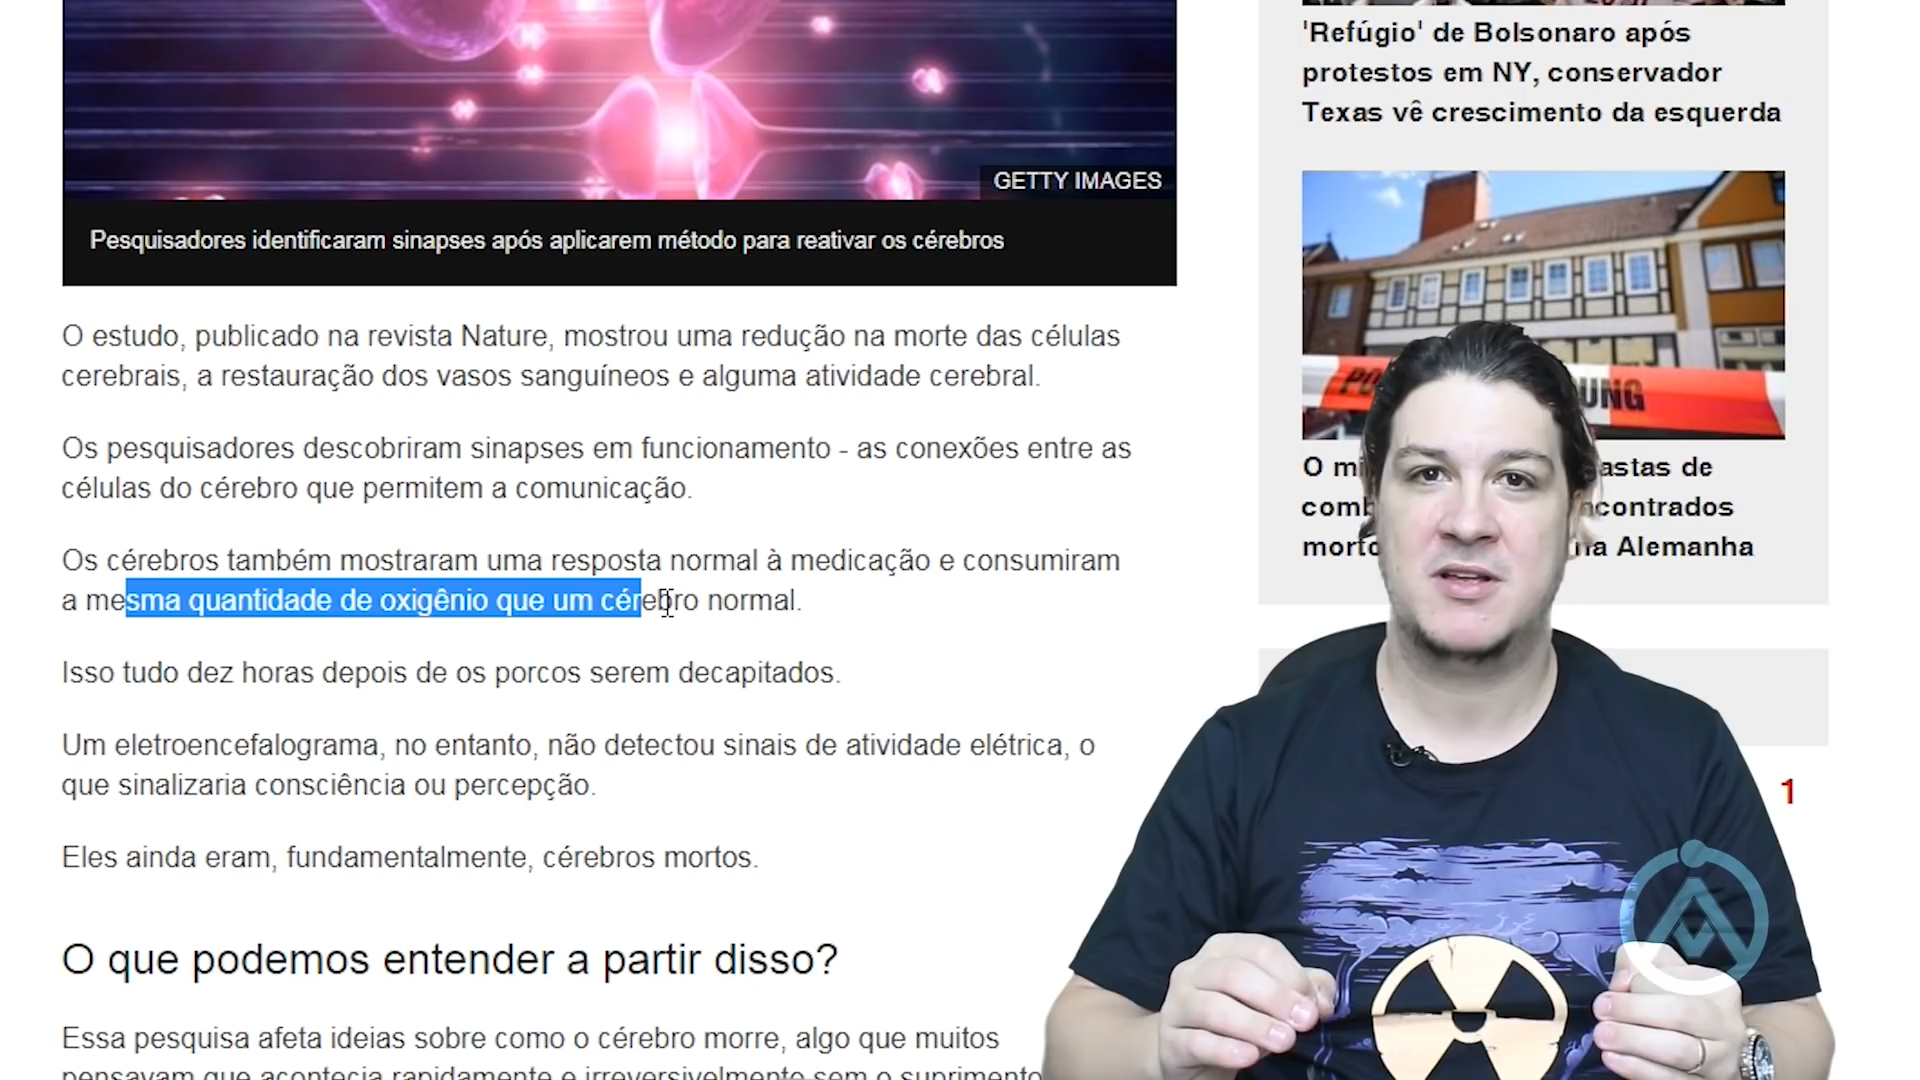 GETTY IMAGES
Pesquisadores identificaram sinapses após aplicarem método para reativar os cérebros
O estudo, publicado na revista Nature, mostrou uma redução na morte das células
cerebrais, a restauração dos vasos sanguíneos e alguma atividade cerebral.
Os pesquisadores descobriram sinapses em funcionamento - as conexões entre as
células do cérebro que permitem a comunicação.
Os cérebros também mostraram uma resposta normal à medicação e consumiram
a mesma quantidade de oxigênio que um cérebro normal.
Isso tudo dez horas depois de os porcos serem decapitados.
Um eletroencefalograma, no entanto, não detectou sinais de atividade elétrica, o
que sinalizaria consciência ou percepção.
Eles ainda eram, fundamentalmente, cérebros mortos.
O que podemos entender a partir disso?
Essa pesquisa afeta ideias sobre como o cérebro morre, algo que muitos
pensavam que acontecia rapidamente e irreversivelmente sem o suprimento
'Refúgio' de Bolsonaro após
protestos em NY, conservador
Texas vê crescimento da esquerda
O de
na Alemanha
1